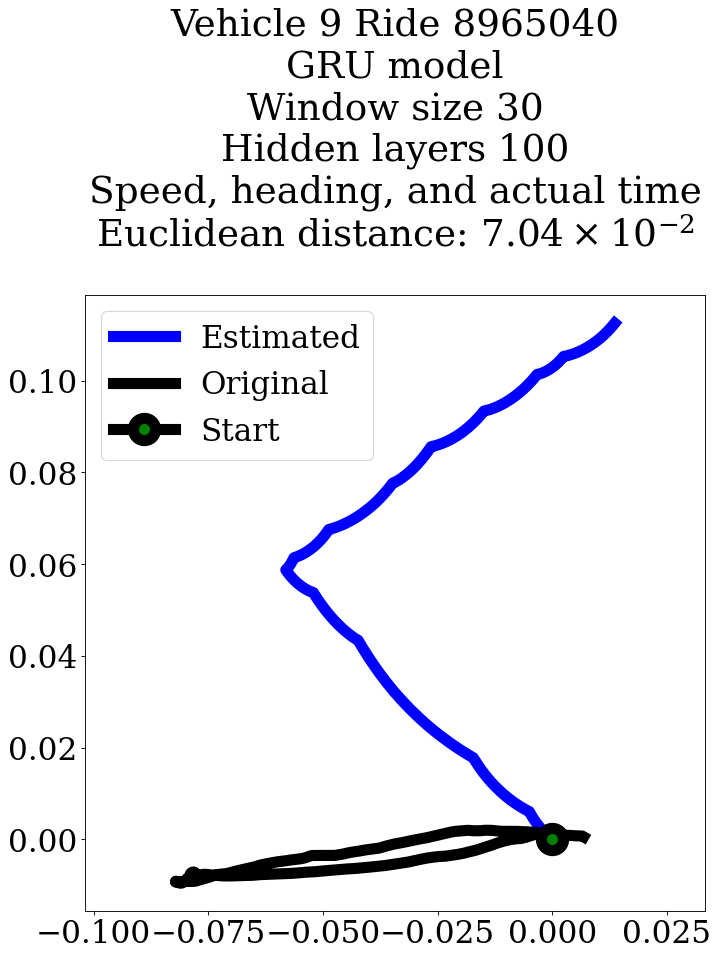 Vehicle 9 Ride 8965040
GRU model
Window size 30
Hidden layers 100
Speed, heading, and actual time
Euclidean distance: 7.04 × 10⁻²
Estimated
Original
Start
0.10
0.08
0.06
0.04
0.02
0.00
−0.100 −0.075 −0.050 −0.025 0.000 0.025